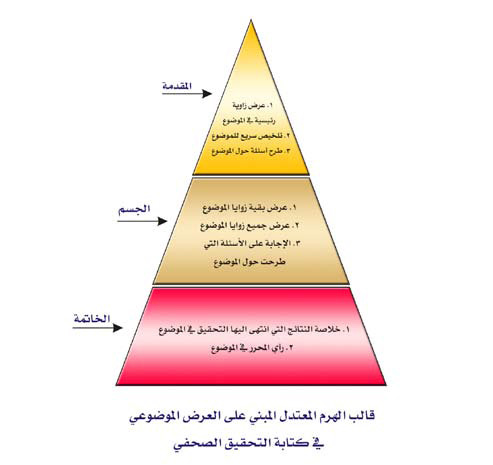 المقدمة
١. عرض زاوية
رئيسية في الموضوع
٢. تلخيص سريع للموضوع
٣. طرح أسئلة حول الموضوع
الجسم
١. عرض بقية زوايا الموضوع
٢. عرض جميع زوايا الموضوع
٣. الإجابة على الأسئلة التي
طرحت حول الموضوع
الخاتمة
١. خلاصة النتائج التي انتهى اليها التحقيق في الموضوع
٢. رأي المحرر في الموضوع
قالب الهرم المعتدل المبني على العرض الموضوعي
في كتابة التحقيق الصحفي